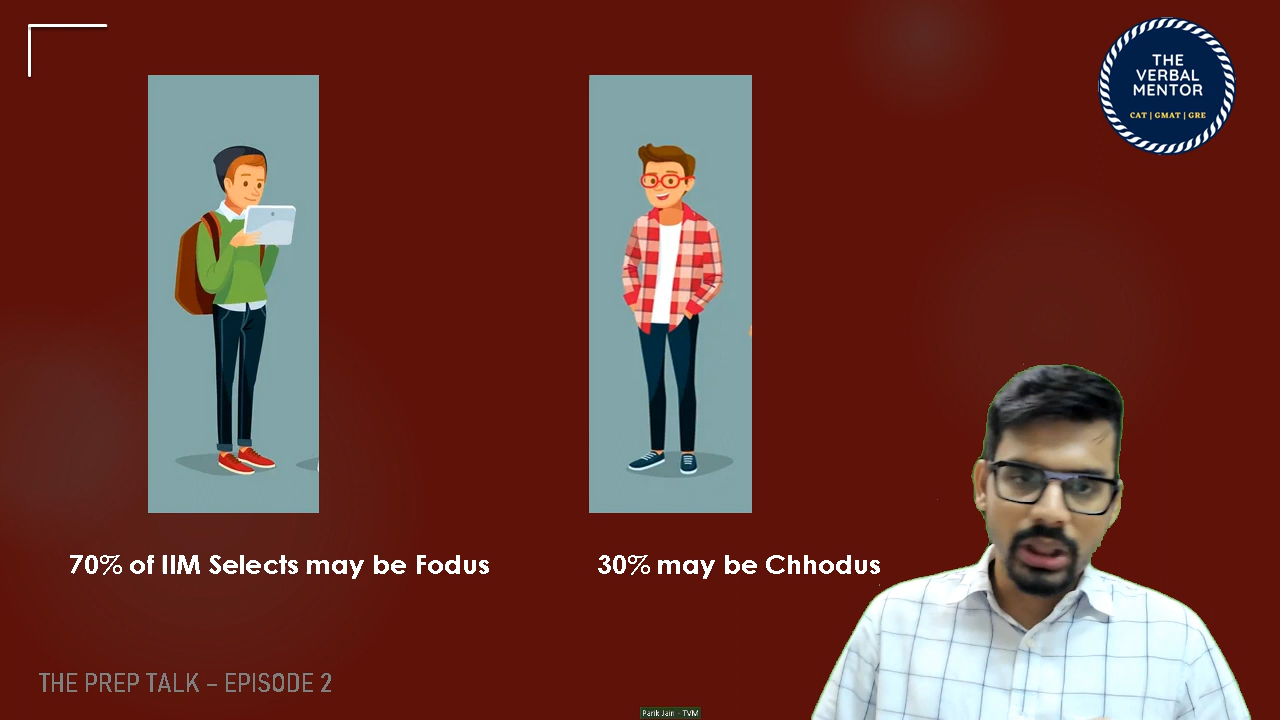 THE
VERBAL
MENTOR
CAT | GMAT | GRE
70% of IIM Selects may be Fodus
30% may be Chhodus
THE PREP TALK – EPISODE 2
Parik Jain - TVM